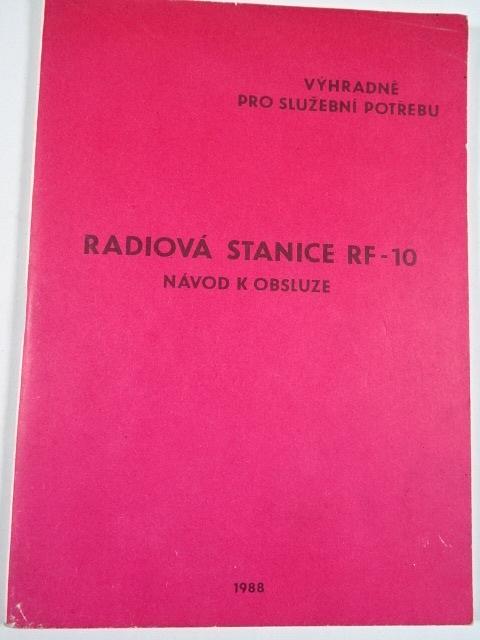 VÝHRADNĚ
PRO SLUŽEBNÍ POTŘEBU
RADIOVÁ STANICE RF-10
NÁVOD K OBSLUZE
1988